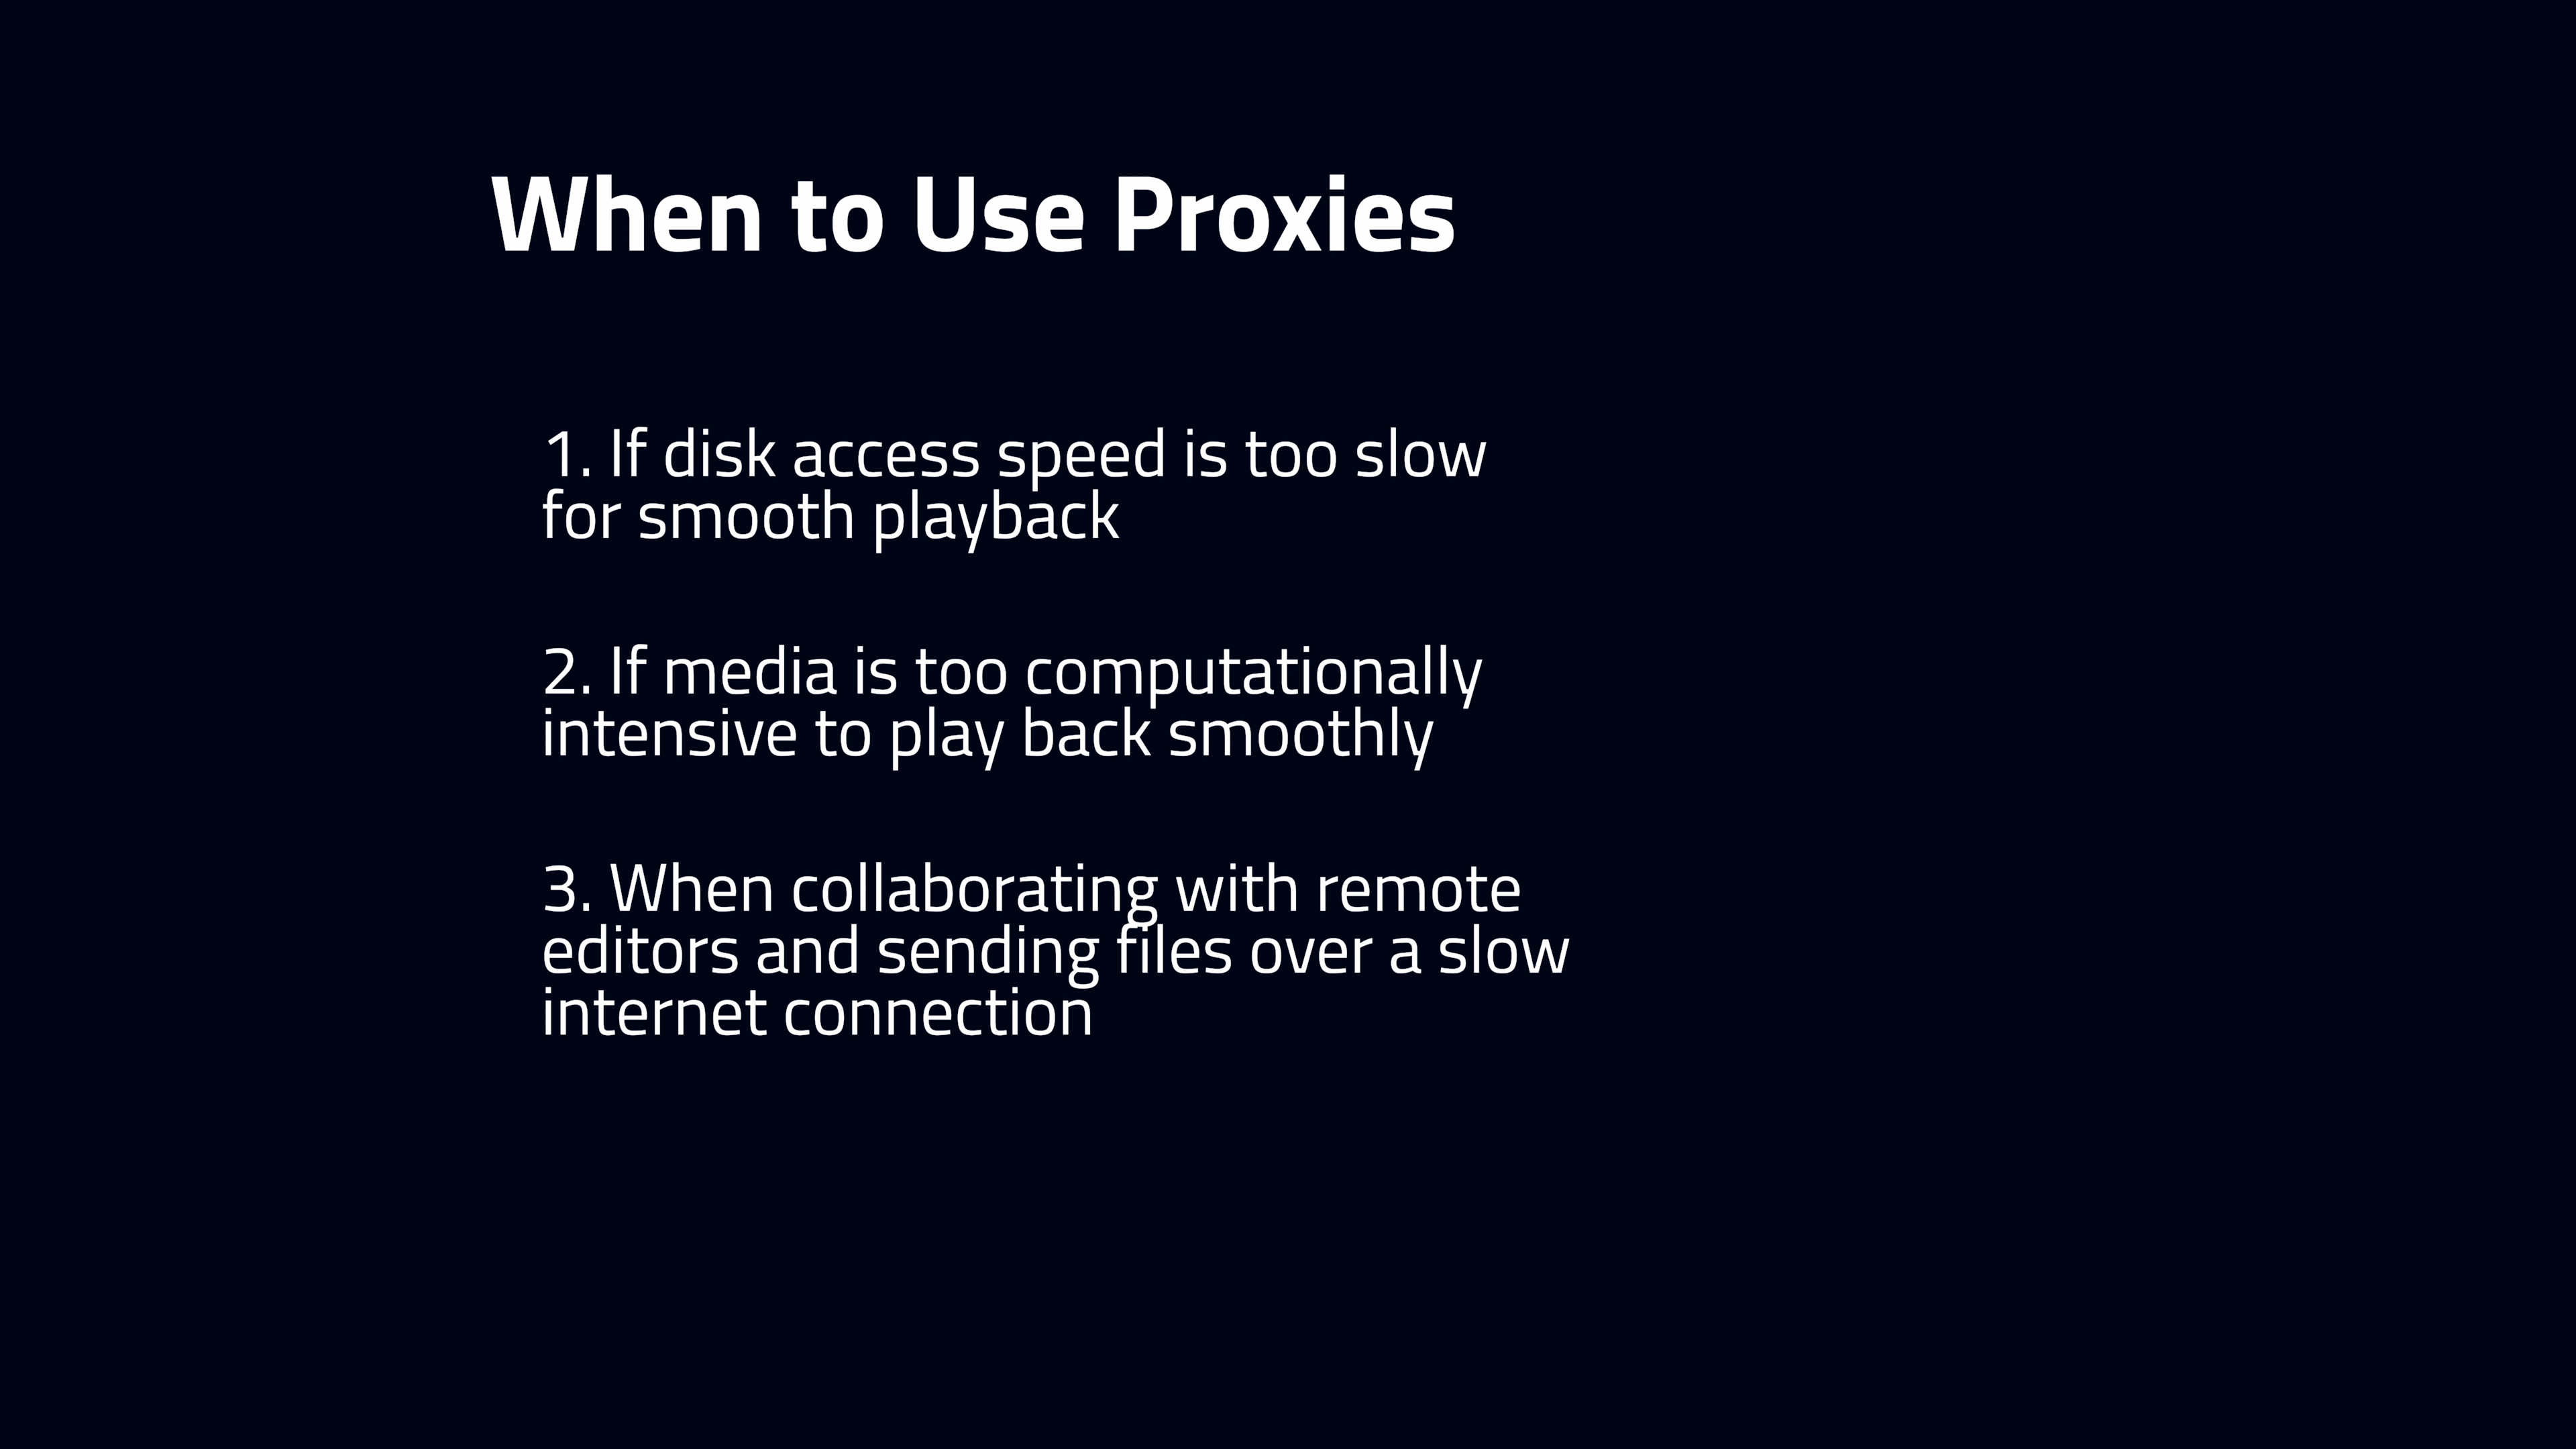 When to Use Proxies
1. If disk access speed is too slow
for smooth playback
2. If media is too computationally
intensive to play back smoothly
3. When collaborating with remote
editors and sending files over a slow
internet connection